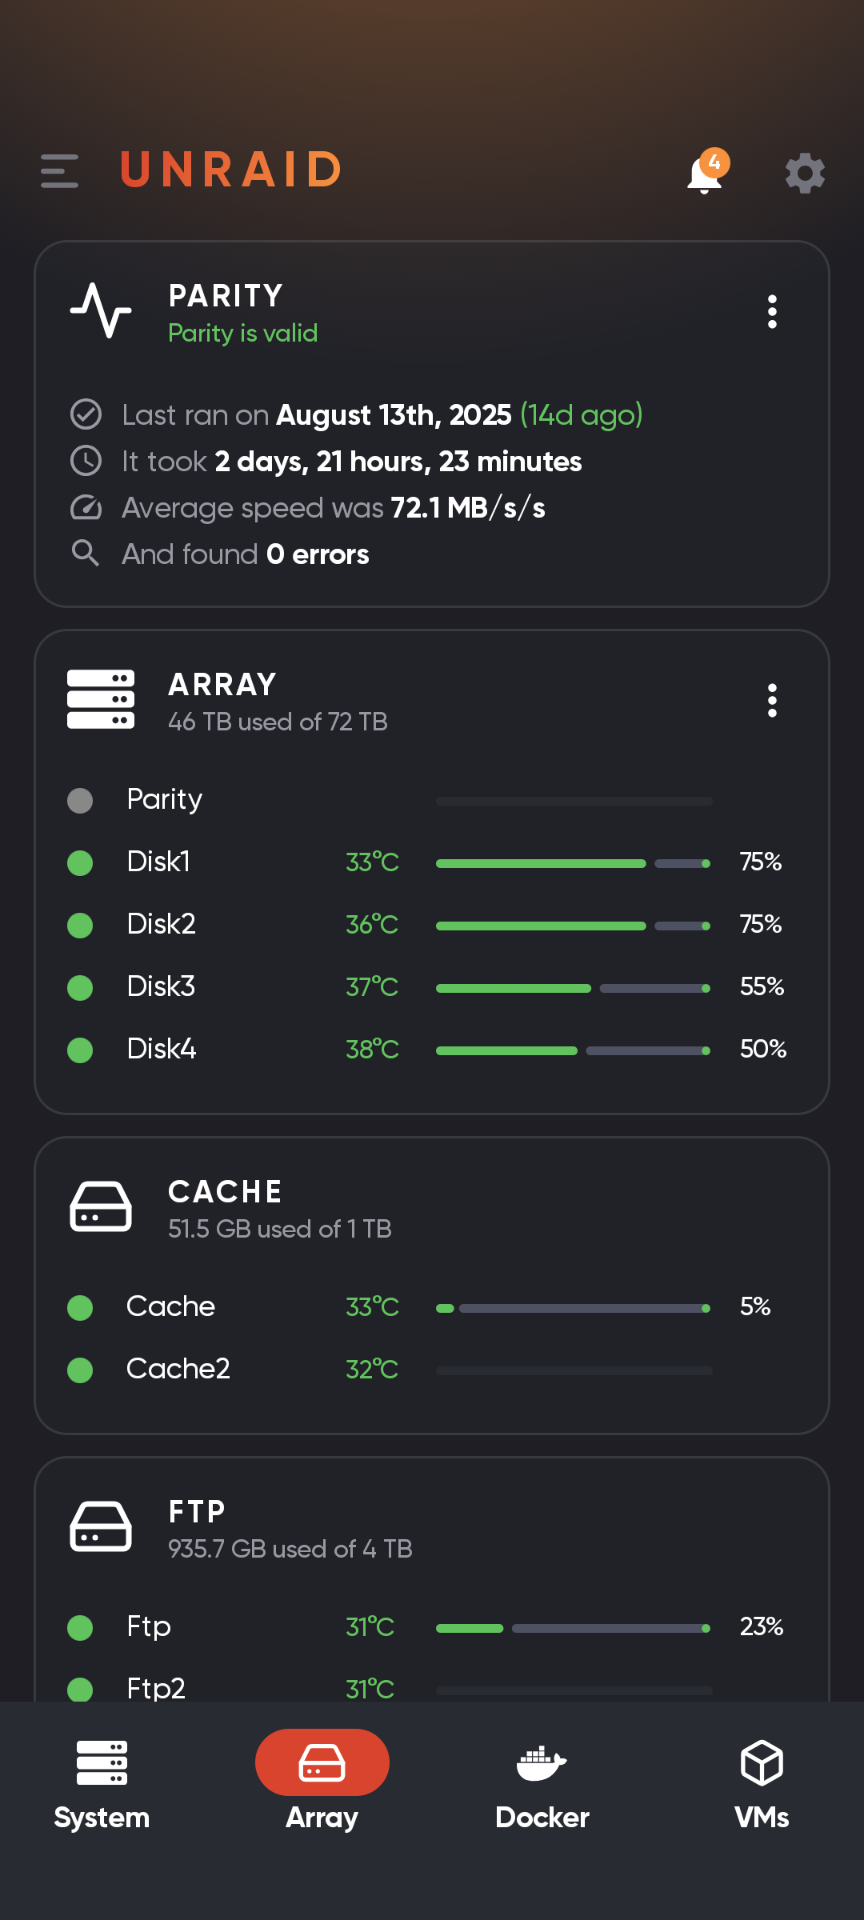 UNRAID
4
PARITY
Parity is valid
Last ran on August 13th, 2025 (14d ago)
It took 2 days, 21 hours, 23 minutes
Average speed was 72.1 MB/s/s
And found 0 errors
ARRAY
46 TB used of 72 TB
Parity
Disk1 33°C 75%
Disk2 36°C 75%
Disk3 37°C 55%
Disk4 38°C 50%
CACHE
51.5 GB used of 1 TB
Cache 33°C 5%
Cache2 32°C
FTP
935.7 GB used of 4 TB
Ftp 31°C 23%
Ftp2 31°C
System Array Docker VMs